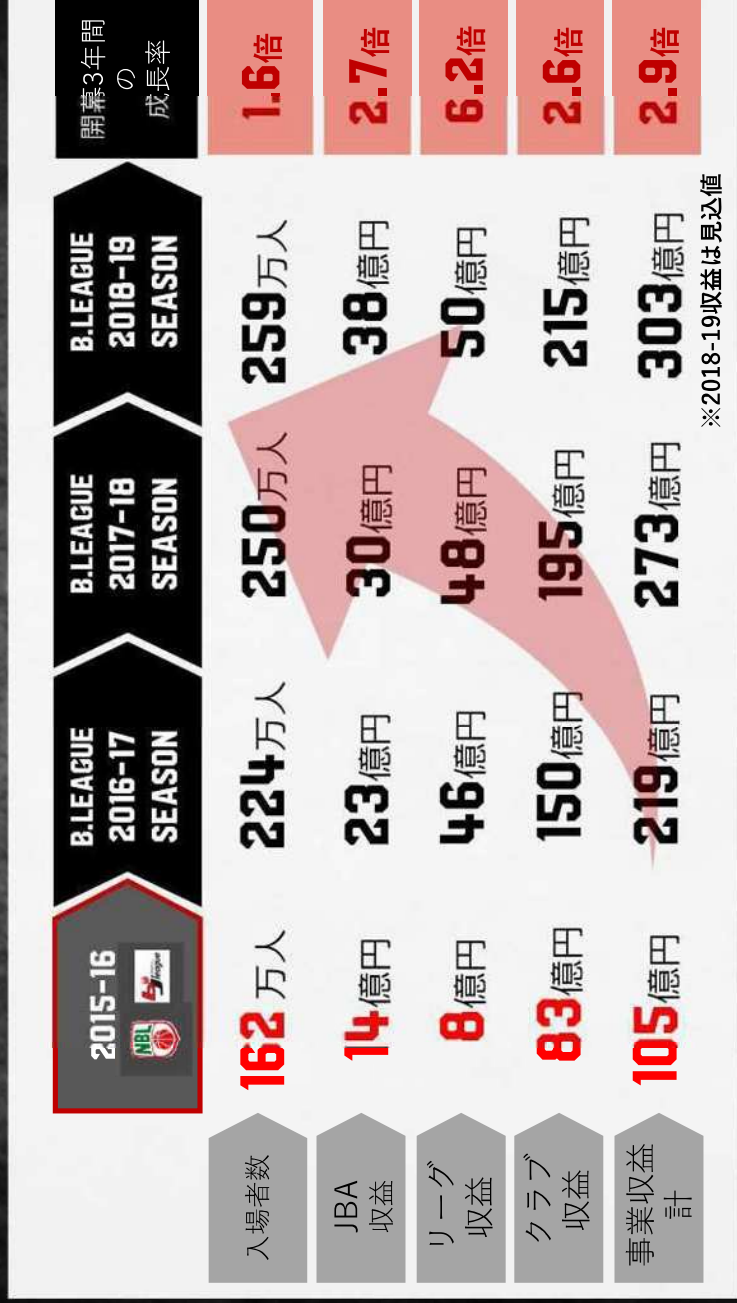 2015-16
NBL
bj league
B.LEAGUE
2016-17
SEASON
B.LEAGUE
2017-18
SEASON
B.LEAGUE
2018-19
SEASON
開幕3年間
の
成長率
入場者数
162 万人
224万人
250万人
259万人
1.6倍
JBA
収益
14億円
23億円
30億円
38億円
2.7倍
リーグ
収益
8億円
46億円
48億円
50億円
6.2倍
クラブ
収益
83億円
150億円
195億円
215億円
2.6倍
事業収益
計
105億円
219億円
273億円
303億円
2.9倍
※2018-19収益は見込値